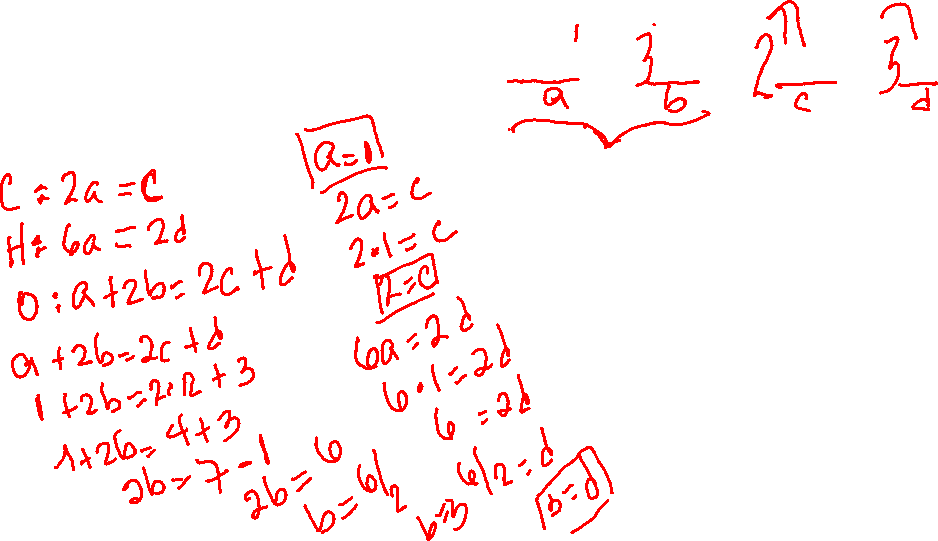 1 3 2 3
a b c d
C : 2a = c
H : 6a = 2d
O : a + 2b = 2c + d
a + 2b = 2c + d
1 + 2b = 2·2 + 3
1 + 2b = 4 + 3
2b = 7 - 1
2b = 6
b = 6/2
b = 3
a = 1
2a = c
2·1 = c
2 = c
6a = 2d
6·1 = 2d
6 = 2d
6/2 = d